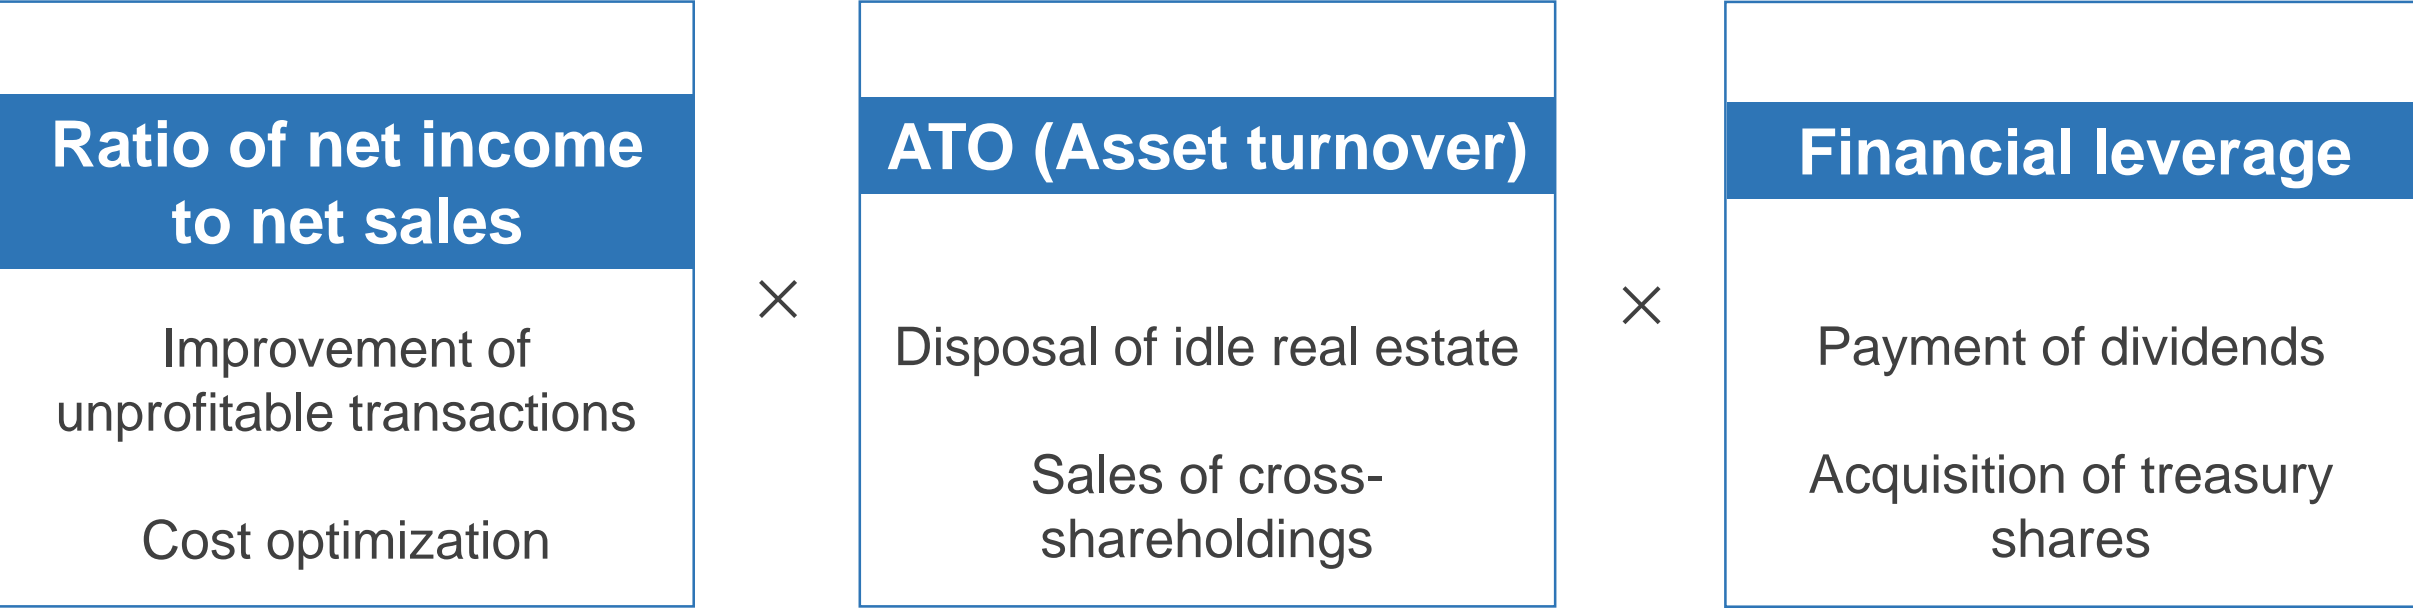 Ratio of net income
to net sales
Improvement of
unprofitable transactions
Cost optimization
×
ATO (Asset turnover)
Disposal of idle real estate
Sales of cross-
shareholdings
×
Financial leverage
Payment of dividends
Acquisition of treasury
shares